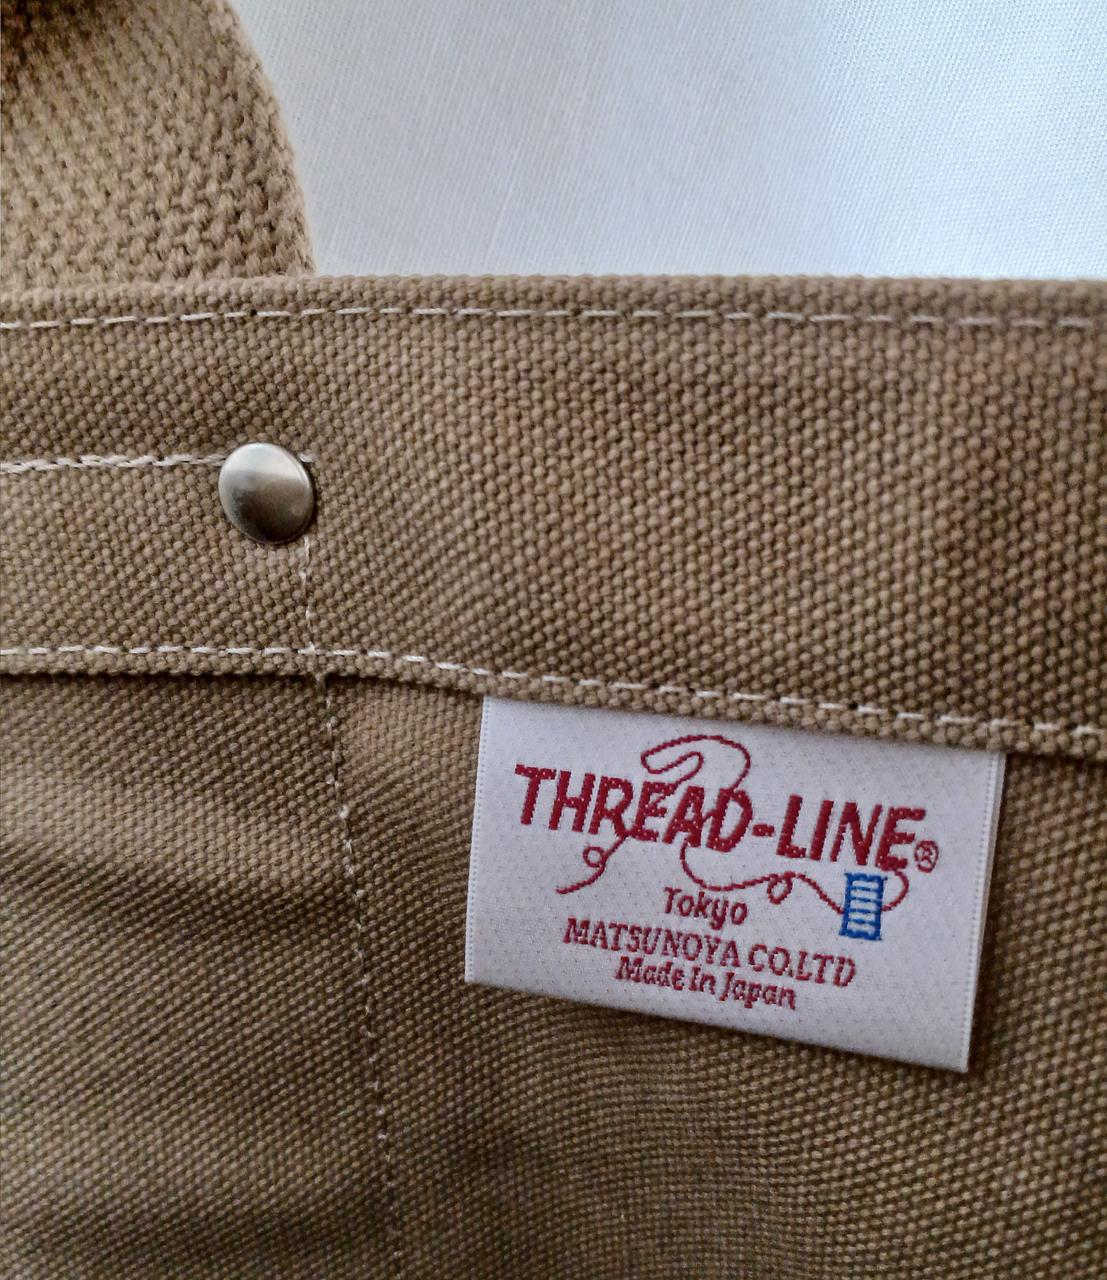 THREAD-LINE®
Tokyo
MATSUNOYA CO.LTD
Made In Japan